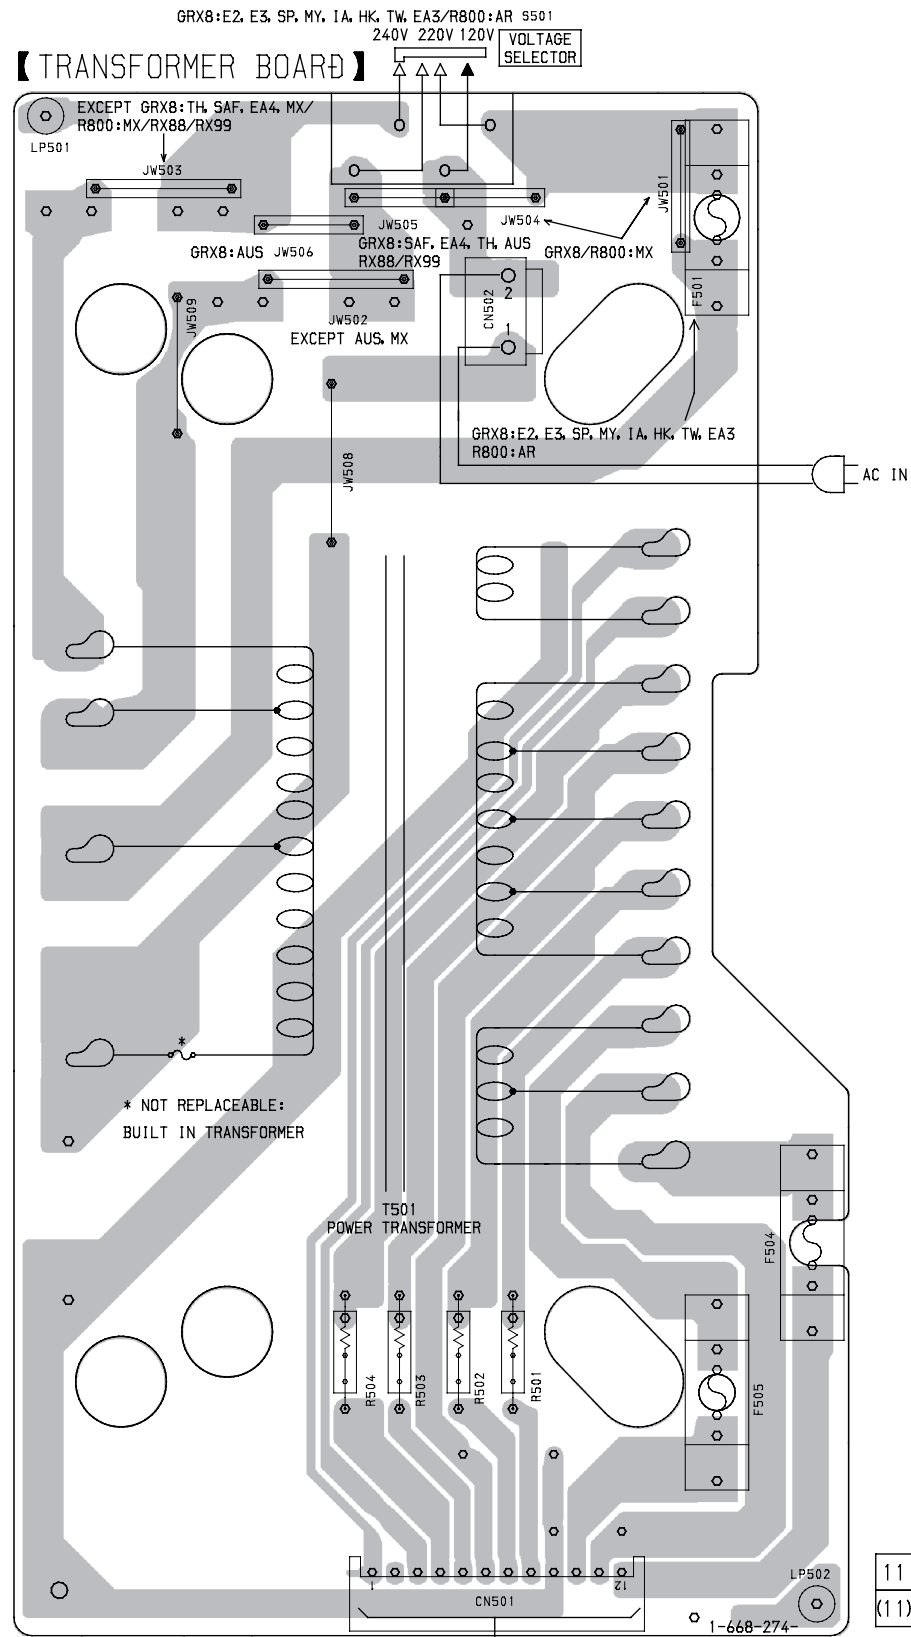 GRX8:E2, E3, SP, MY, IA, HK, TW, EA3/R800:AR S501
240V 220V 120V
VOLTAGE
SELECTOR
【TRANSFORMER BOARD】
EXCEPT GRX8:TH, SAF, EA4, MX/
R800:MX/RX88/RX99
LP501
JW503
JW501
JW505
JW504
GRX8:AUS
JW506
GRX8:SAF, EA4, TH, AUS
RX88/RX99
GRX8/R800:MX
F501
CN502
2
1
JW509
JW502
EXCEPT AUS, MX
GRX8:E2, E3, SP, MY, IA, HK, TW, EA3
R800:AR
JW508
AC IN
*
* NOT REPLACEABLE:
BUILT IN TRANSFORMER
T501
POWER TRANSFORMER
F504
R504
R503
R502
R501
F505
1
12
CN501
LP502
1-668-274-
11
(11)